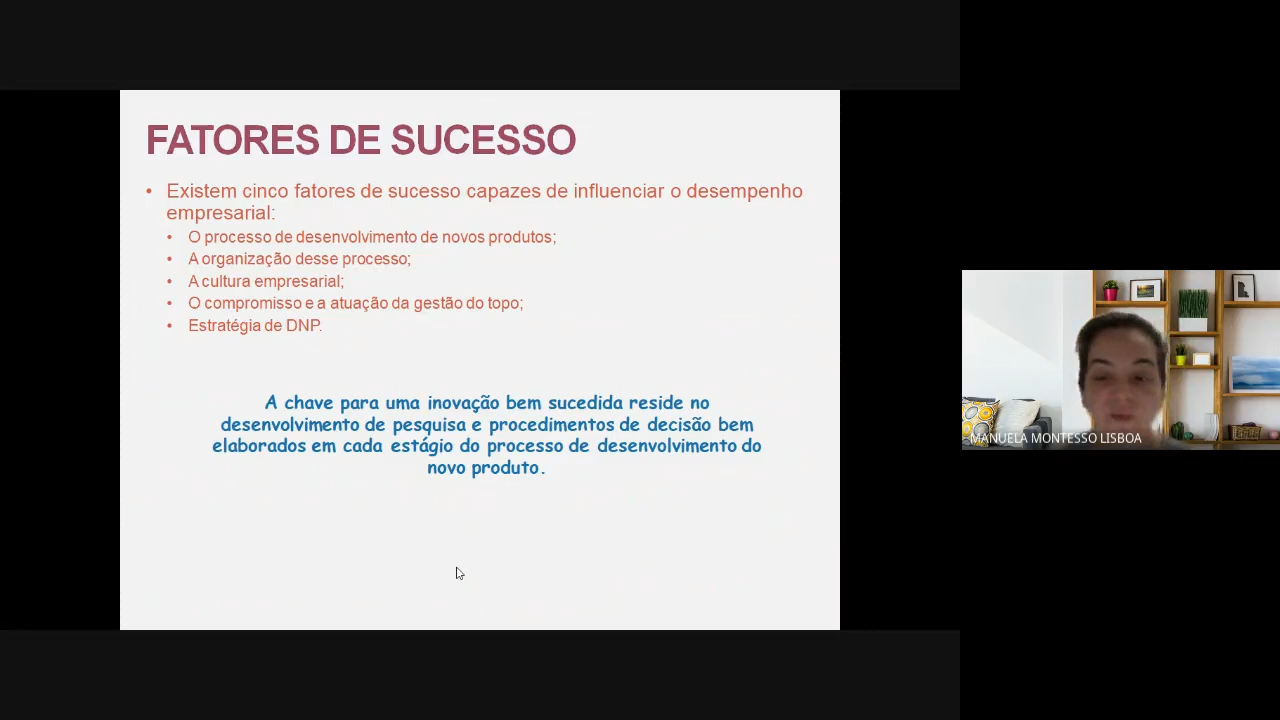 FATORES DE SUCESSO
• Existem cinco fatores de sucesso capazes de influenciar o desempenho
empresarial:
• O processo de desenvolvimento de novos produtos;
• A organização desse processo;
• A cultura empresarial;
• O compromisso e a atuação da gestão do topo;
• Estratégia de DNP.
A chave para uma inovação bem sucedida reside no
desenvolvimento de pesquisa e procedimentos de decisão bem
elaborados em cada estágio do processo de desenvolvimento do
novo produto.
MANUELA MONTESSO LISBOA